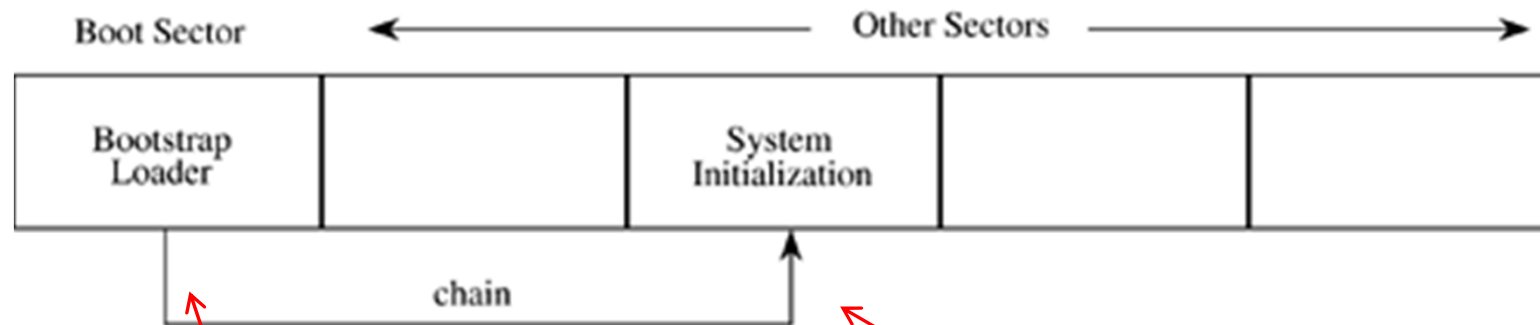 Boot Sector
Other Sectors
Bootstrap
Loader
System
Initialization
chain